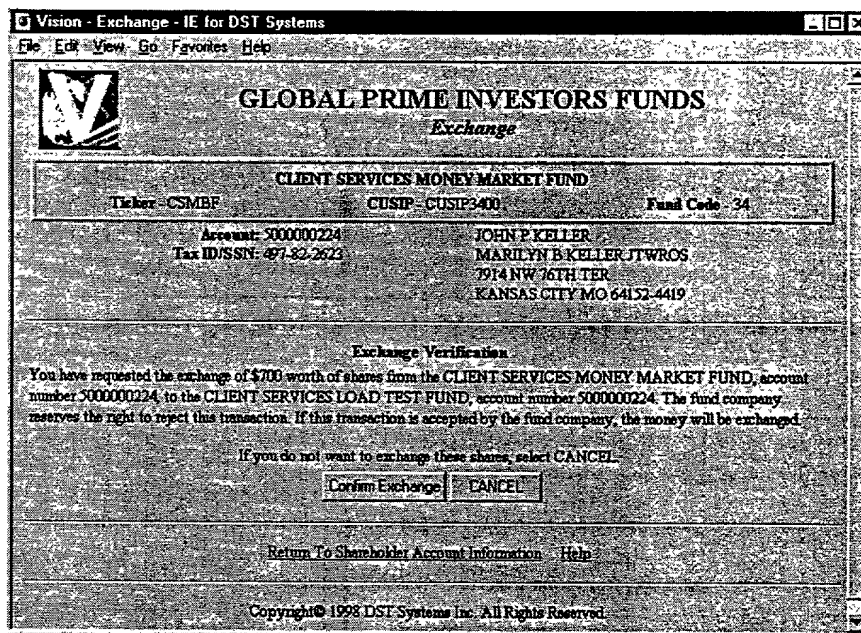 Vision - Exchange - IE for DST Systems
File Edit View Go Favorites Help
GLOBAL PRIME INVESTORS FUNDS
Exchange
CLIENT SERVICES MONEY MARKET FUND
Ticker - CSMBF CUSIP - CUSIP3400 Fund Code - 34
Account: 5000000224 JOHN P KELLER
Tax ID/SSN: 497-82-2623 MARILYN B KELLER JTWROS
7914 NW 76TH TER
KANSAS CITY MO 64152-4419
Exchange Verification
You have requested the exchange of $700 worth of shares from the CLIENT SERVICES MONEY MARKET FUND, account
number 5000000224, to the CLIENT SERVICES LOAD TEST FUND, account number 5000000224. The fund company
reserves the right to reject this transaction. If this transaction is accepted by the fund company, the money will be exchanged.
If you do not want to exchange these shares, select CANCEL.
Confirm Exchange CANCEL
Return To Shareholder Account Information Help
Copyright© 1998 DST Systems Inc. All Rights Reserved.